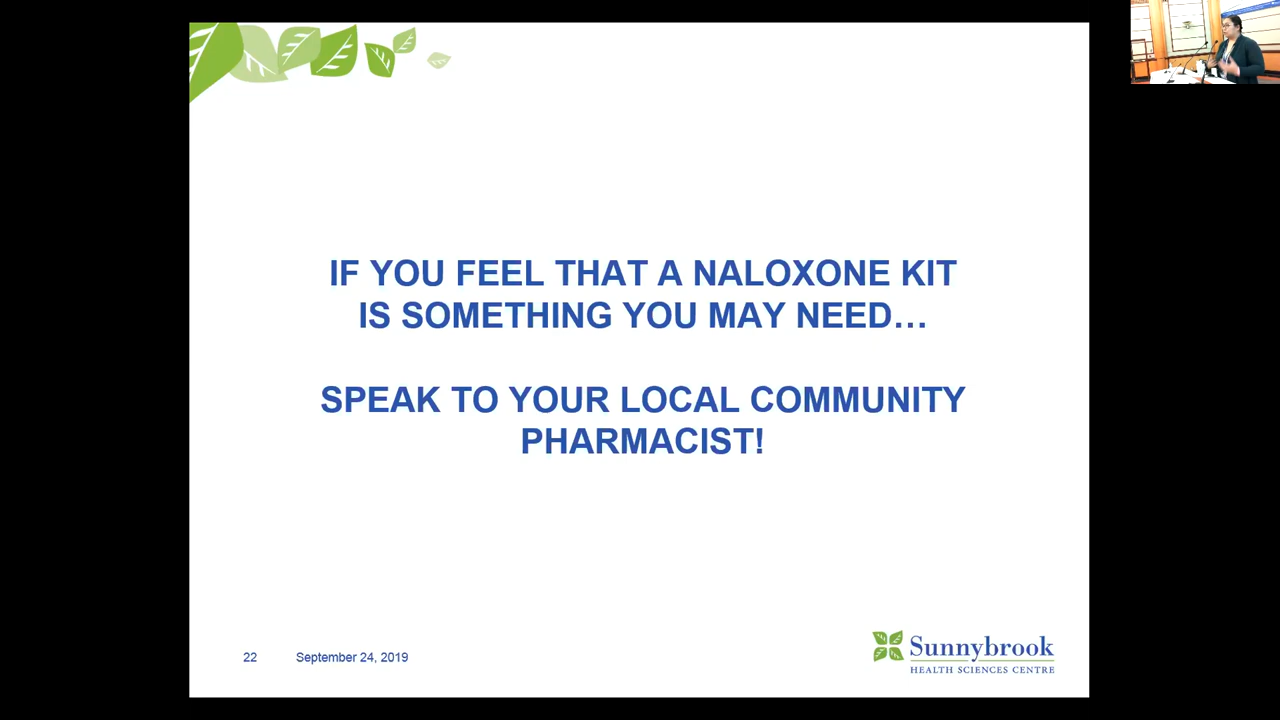 IF YOU FEEL THAT A NALOXONE KIT
IS SOMETHING YOU MAY NEED…
SPEAK TO YOUR LOCAL COMMUNITY
PHARMACIST!
22 September 24, 2019
Sunnybrook
HEALTH SCIENCES CENTRE